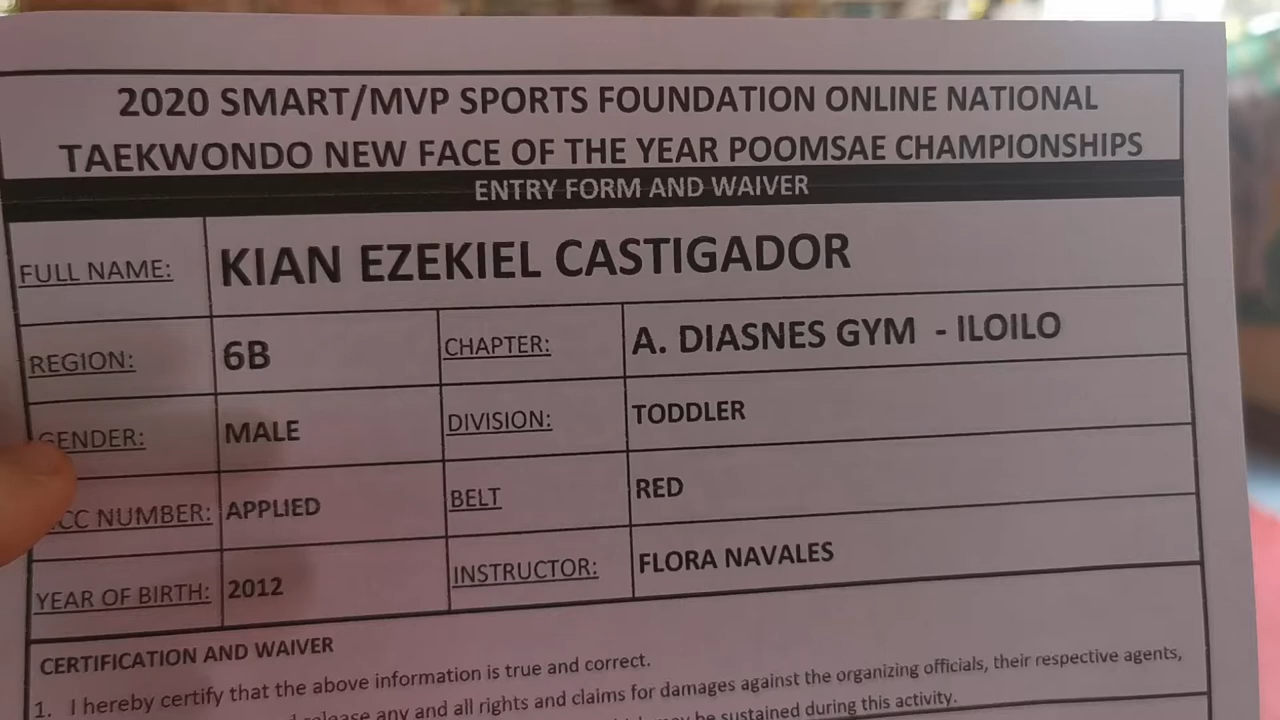 2020 SMART/MVP SPORTS FOUNDATION ONLINE NATIONAL
TAEKWONDO NEW FACE OF THE YEAR POOMSAE CHAMPIONSHIPS
ENTRY FORM AND WAIVER
FULL NAME: KIAN EZEKIEL CASTIGADOR
REGION: 6B CHAPTER: A. DIASNES GYM - ILOILO
GENDER: MALE DIVISION: TODDLER
CC NUMBER: APPLIED BELT RED
YEAR OF BIRTH: 2012 INSTRUCTOR: FLORA NAVALES
CERTIFICATION AND WAIVER
1. I hereby certify that the above information is true and correct.
release any and all rights and claims for damages against the organizing officials, their respective agents,
may be sustained during this activity.